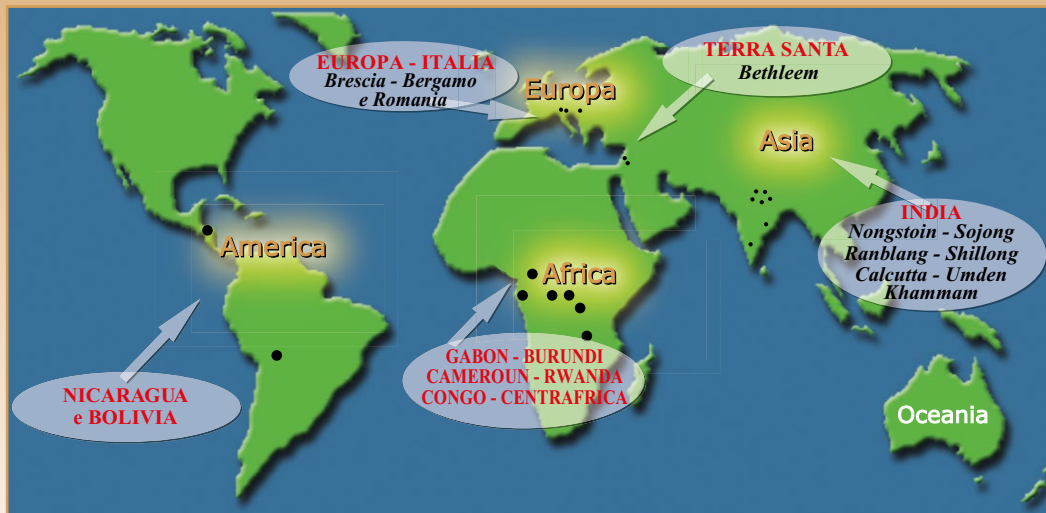 EUROPA - ITALIA
Brescia - Bergamo
e Romania
TERRA SANTA
Bethleem
Europa
Asia
INDIA
Nongstoin - Sojong
Ranblang - Shillong
Calcutta - Umden
Khammam
America
Africa
GABON - BURUNDI
CAMEROUN - RWANDA
CONGO - CENTRAFRICA
NICARAGUA
e BOLIVIA
Oceania